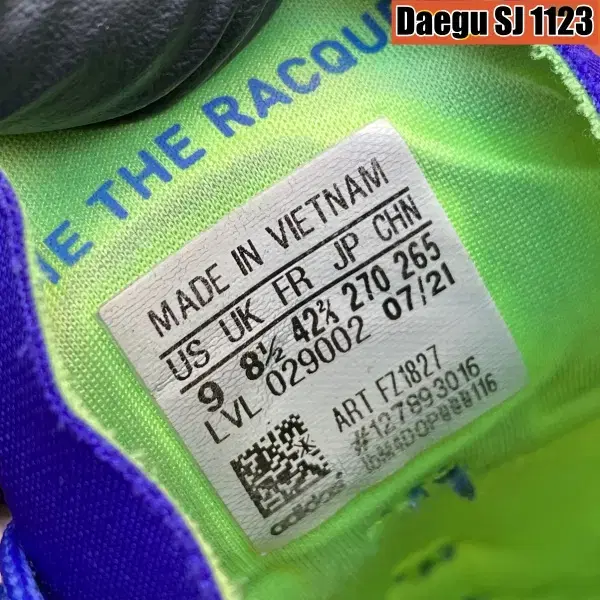 Daegu SJ 1123
E THE RACQU
MADE IN VIETNAM
US UK FR JP CHN
9 8½ 42⅔ 270 265
LVL 029002 07/21
ART FZ1827
#127893016
adidas